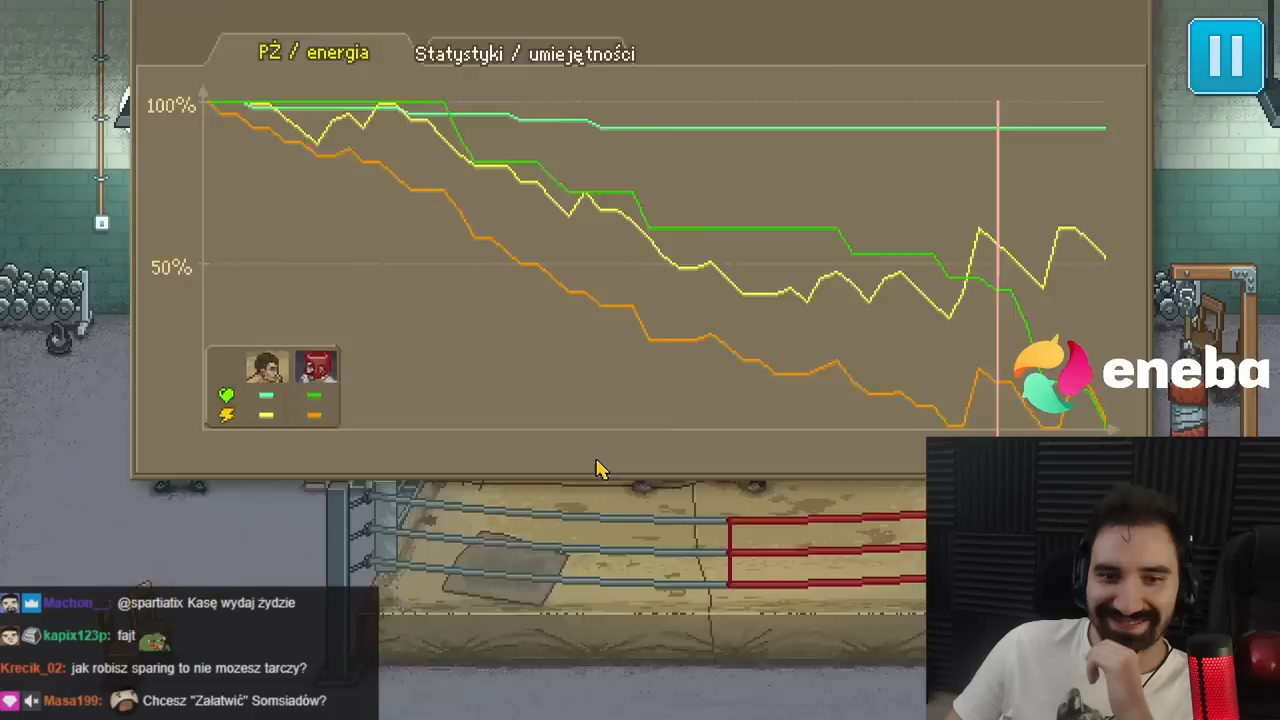 PŻ / energia
Statystyki / umiejętności
100%
50%
eneba
Machon__: @spartiatix Kasę wydaj żydzie
kapix123p: fajt
Krecik_02: jak robisz sparing to nie mozesz tarczy?
Masa199: Chcesz "Załatwić" Somsiadów?